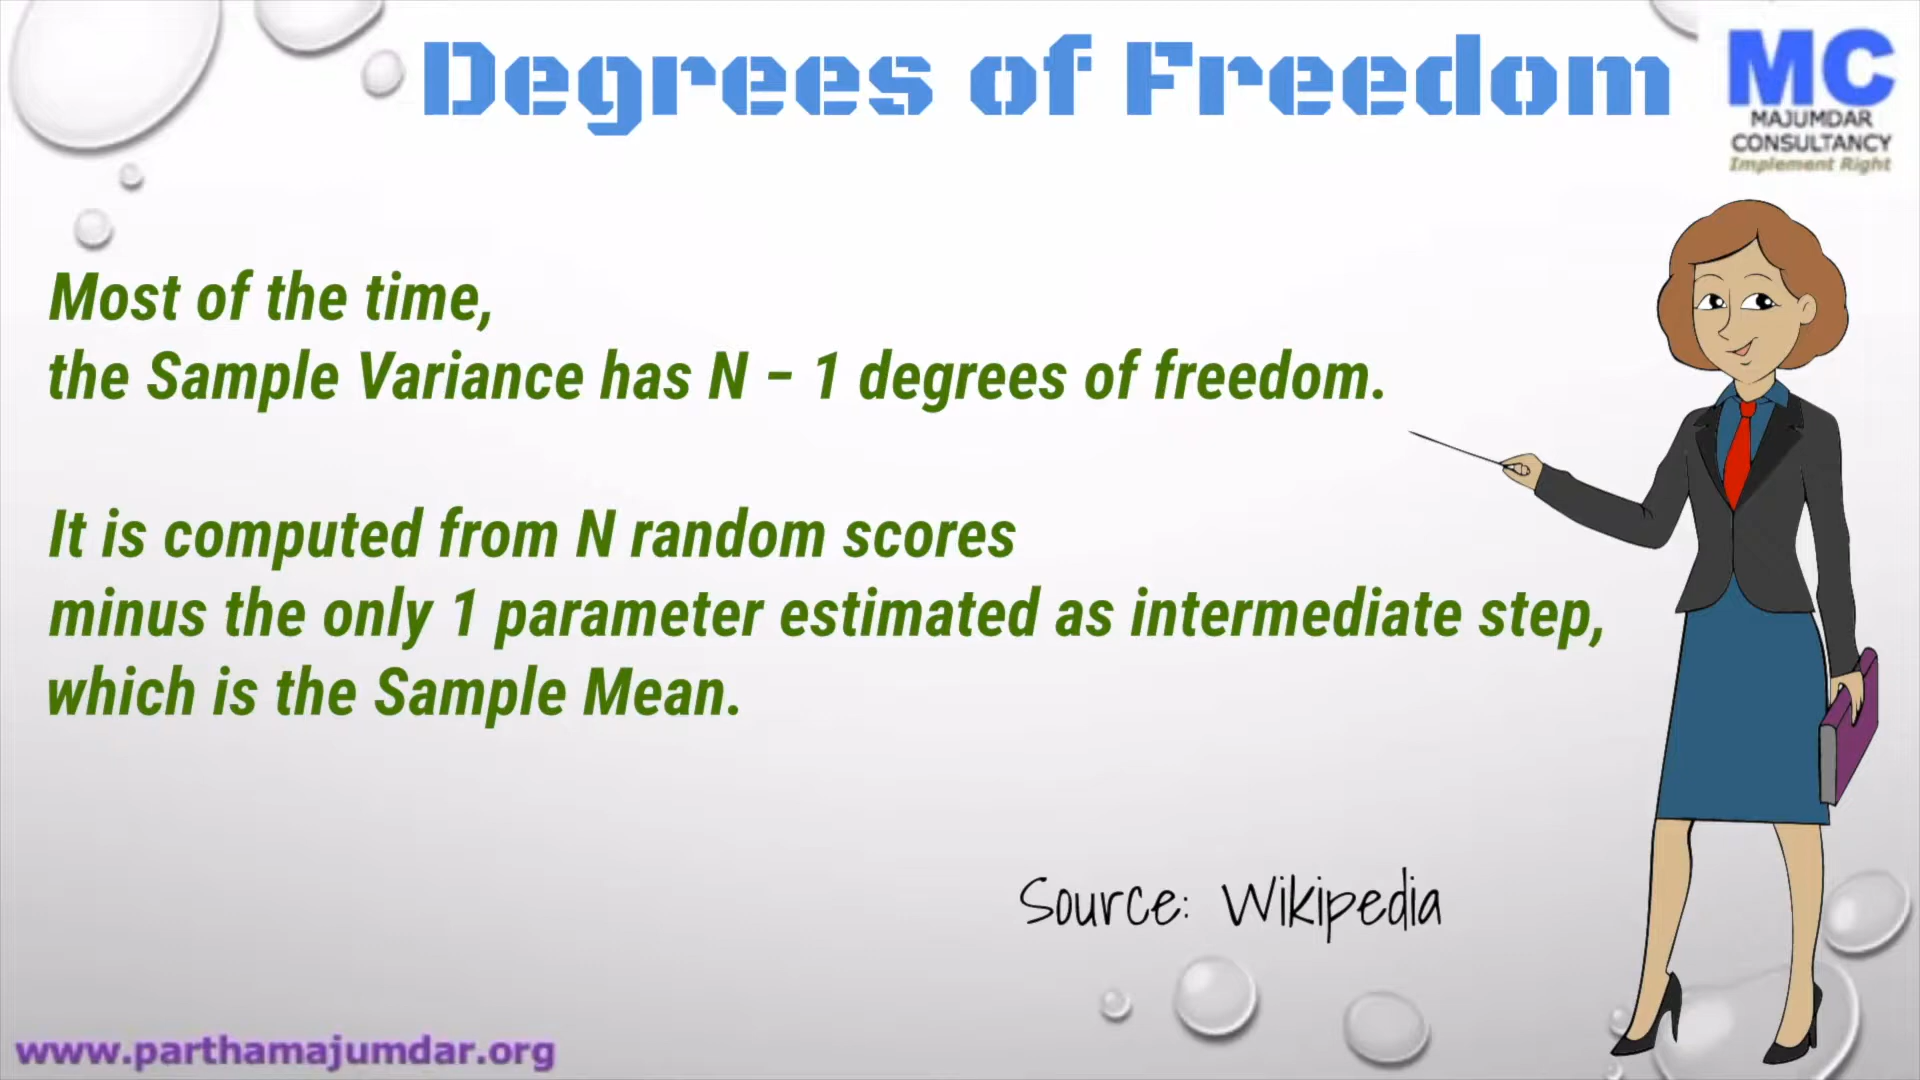 Degrees of Freedom
MC
MAJUMDAR
CONSULTANCY
Implement Right
Most of the time,
the Sample Variance has N − 1 degrees of freedom.
It is computed from N random scores
minus the only 1 parameter estimated as intermediate step,
which is the Sample Mean.
Source: Wikipedia
www.parthamajumdar.org